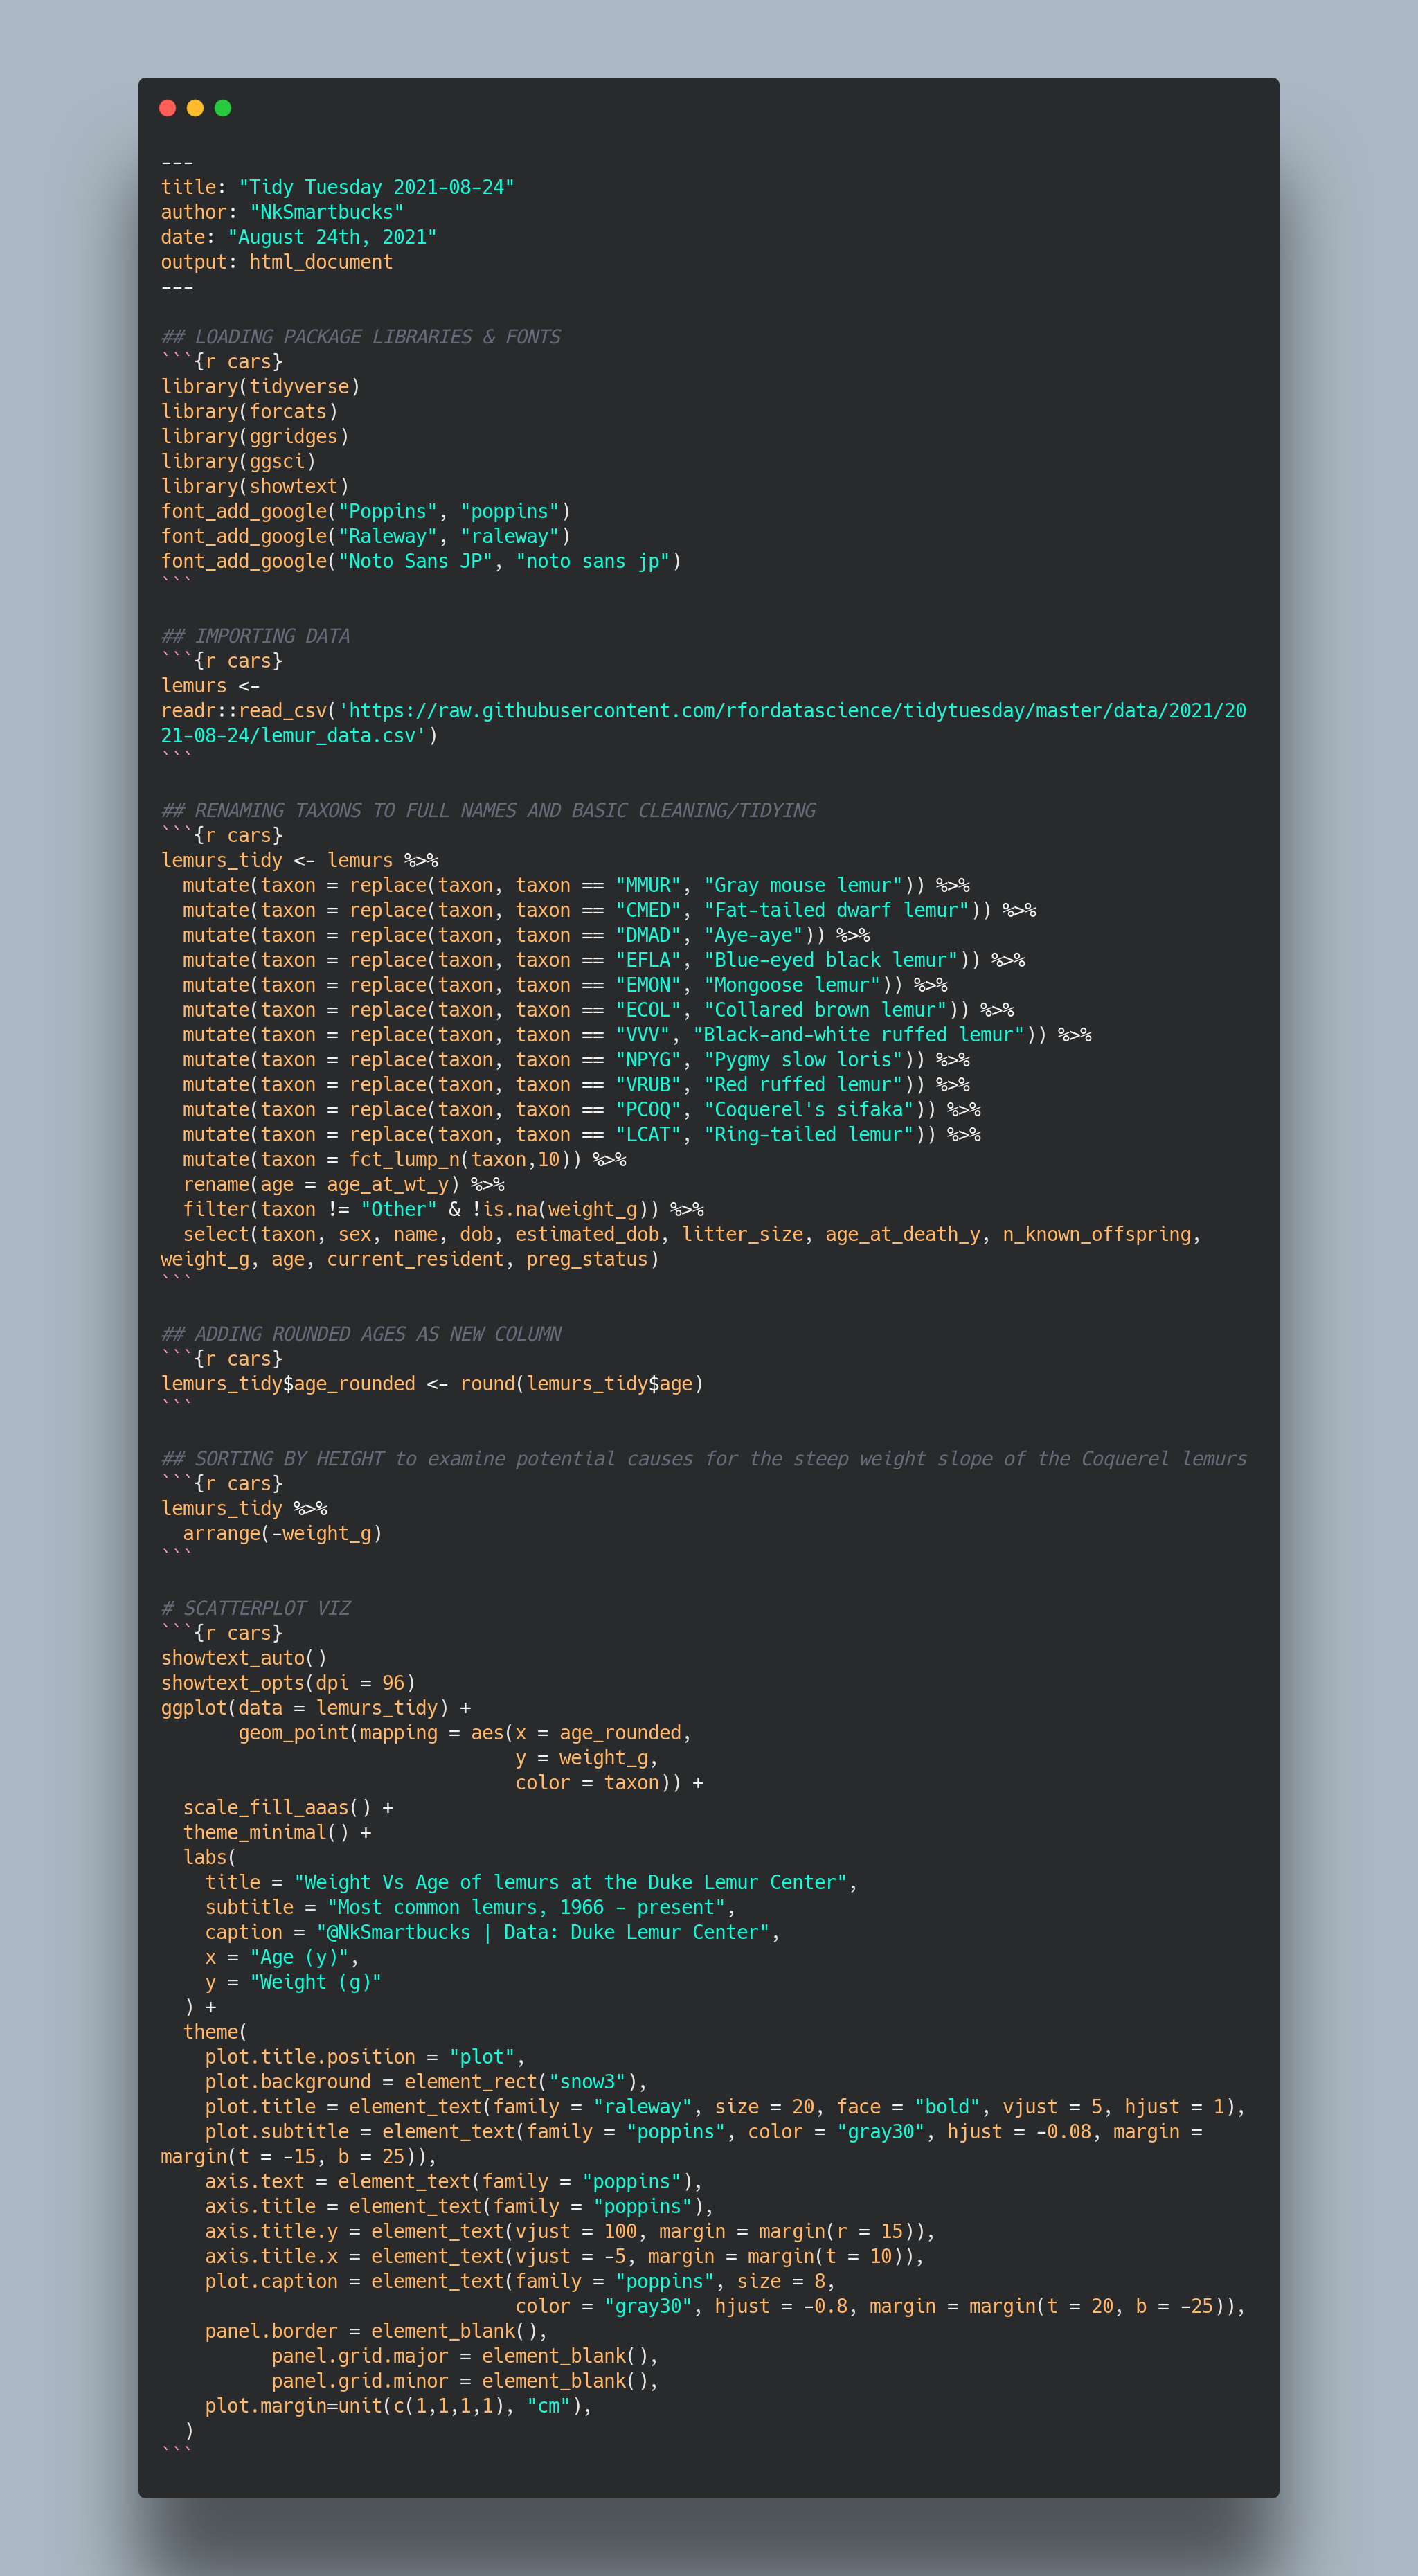 ---
title: "Tidy Tuesday 2021-08-24"
author: "NkSmartbucks"
date: "August 24th, 2021"
output: html_document
---

## LOADING PACKAGE LIBRARIES & FONTS
```{r cars}
library(tidyverse)
library(forcats)
library(ggridges)
library(ggsci)
library(showtext)
font_add_google("Poppins", "poppins")
font_add_google("Raleway", "raleway")
font_add_google("Noto Sans JP", "noto sans jp")
```

## IMPORTING DATA
```{r cars}
lemurs <-
readr::read_csv('https://raw.githubusercontent.com/rfordatascience/tidytuesday/master/data/2021/20
21-08-24/lemur_data.csv')
```

## RENAMING TAXONS TO FULL NAMES AND BASIC CLEANING/TIDYING
```{r cars}
lemurs_tidy <- lemurs %>%
  mutate(taxon = replace(taxon, taxon == "MMUR", "Gray mouse lemur")) %>%
  mutate(taxon = replace(taxon, taxon == "CMED", "Fat-tailed dwarf lemur")) %>%
  mutate(taxon = replace(taxon, taxon == "DMAD", "Aye-aye")) %>%
  mutate(taxon = replace(taxon, taxon == "EFLA", "Blue-eyed black lemur")) %>%
  mutate(taxon = replace(taxon, taxon == "EMON", "Mongoose lemur")) %>%
  mutate(taxon = replace(taxon, taxon == "ECOL", "Collared brown lemur")) %>%
  mutate(taxon = replace(taxon, taxon == "VVV", "Black-and-white ruffed lemur")) %>%
  mutate(taxon = replace(taxon, taxon == "NPYG", "Pygmy slow loris")) %>%
  mutate(taxon = replace(taxon, taxon == "VRUB", "Red ruffed lemur")) %>%
  mutate(taxon = replace(taxon, taxon == "PCOQ", "Coquerel's sifaka")) %>%
  mutate(taxon = replace(taxon, taxon == "LCAT", "Ring-tailed lemur")) %>%
  mutate(taxon = fct_lump_n(taxon,10)) %>%
  rename(age = age_at_wt_y) %>%
  filter(taxon != "Other" & !is.na(weight_g)) %>%
  select(taxon, sex, name, dob, estimated_dob, litter_size, age_at_death_y, n_known_offspring,
weight_g, age, current_resident, preg_status)
```

## ADDING ROUNDED AGES AS NEW COLUMN
```{r cars}
lemurs_tidy$age_rounded <- round(lemurs_tidy$age)
```

## SORTING BY HEIGHT to examine potential causes for the steep weight slope of the Coquerel lemurs
```{r cars}
lemurs_tidy %>%
  arrange(-weight_g)
```

# SCATTERPLOT VIZ
```{r cars}
showtext_auto()
showtext_opts(dpi = 96)
ggplot(data = lemurs_tidy) +
       geom_point(mapping = aes(x = age_rounded,
                                y = weight_g,
                                color = taxon)) +
  scale_fill_aaas() +
  theme_minimal() +
  labs(
    title = "Weight Vs Age of lemurs at the Duke Lemur Center",
    subtitle = "Most common lemurs, 1966 - present",
    caption = "@NkSmartbucks | Data: Duke Lemur Center",
    x = "Age (y)",
    y = "Weight (g)"
  ) +
  theme(
    plot.title.position = "plot",
    plot.background = element_rect("snow3"),
    plot.title = element_text(family = "raleway", size = 20, face = "bold", vjust = 5, hjust = 1),
    plot.subtitle = element_text(family = "poppins", color = "gray30", hjust = -0.08, margin =
margin(t = -15, b = 25)),
    axis.text = element_text(family = "poppins"),
    axis.title = element_text(family = "poppins"),
    axis.title.y = element_text(vjust = 100, margin = margin(r = 15)),
    axis.title.x = element_text(vjust = -5, margin = margin(t = 10)),
    plot.caption = element_text(family = "poppins", size = 8,
                                color = "gray30", hjust = -0.8, margin = margin(t = 20, b = -25)),
    panel.border = element_blank(),
          panel.grid.major = element_blank(),
          panel.grid.minor = element_blank(),
    plot.margin=unit(c(1,1,1,1), "cm"),
  )
```